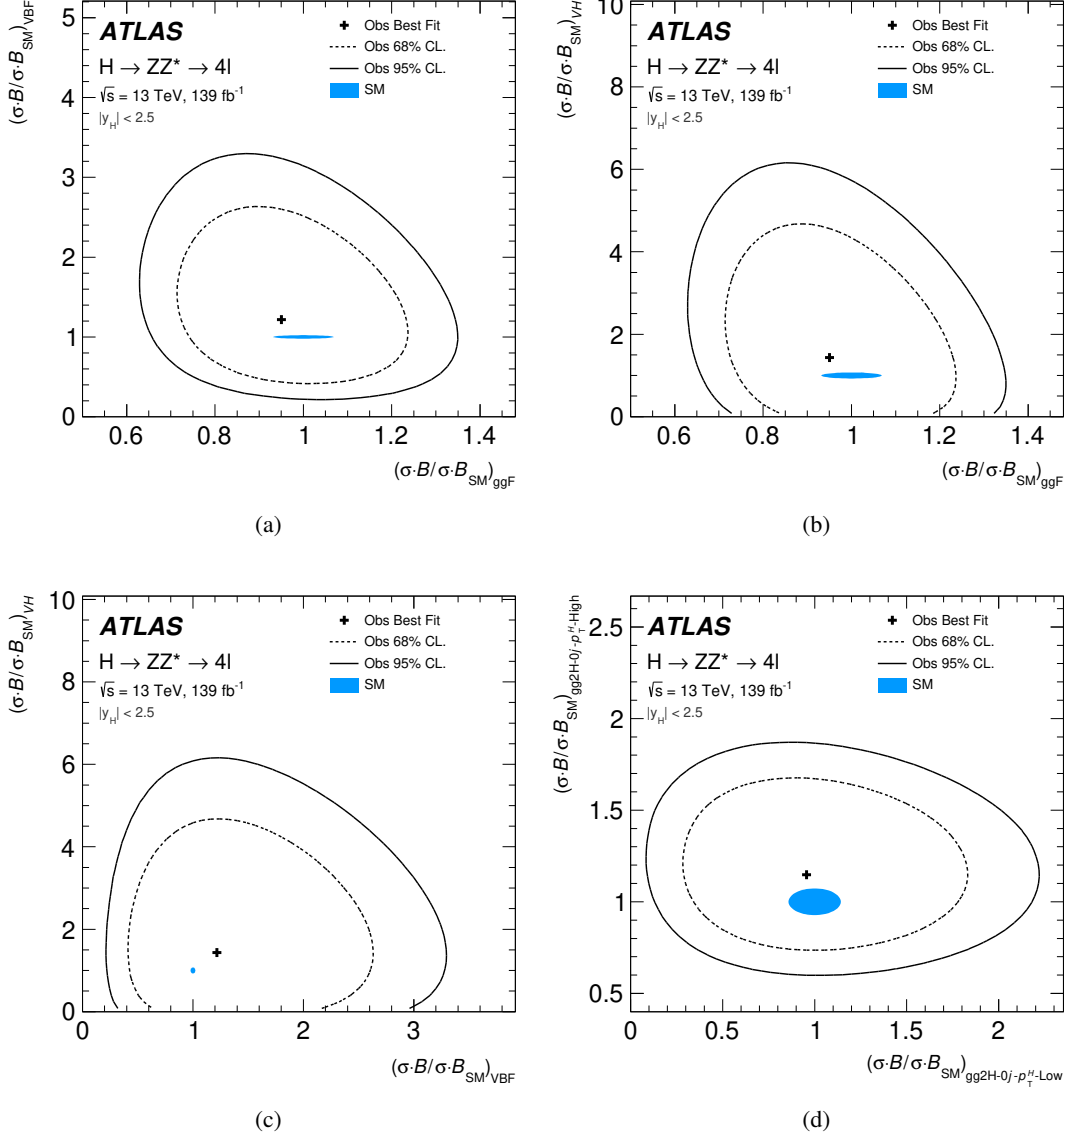 (σ·B/σ·B_SM)_VBF
5
4
3
2
1
0
ATLAS
H → ZZ* → 4l
√s = 13 TeV, 139 fb⁻¹
|y_H| < 2.5
Obs Best Fit
Obs 68% CL.
Obs 95% CL.
SM
0.6 0.8 1 1.2 1.4
(σ·B/σ·B_SM)_ggF
(a)
(σ·B/σ·B_SM)_VH
10
8
6
4
2
0
ATLAS
H → ZZ* → 4l
√s = 13 TeV, 139 fb⁻¹
|y_H| < 2.5
Obs Best Fit
Obs 68% CL.
Obs 95% CL.
SM
0.6 0.8 1 1.2 1.4
(σ·B/σ·B_SM)_ggF
(b)
(σ·B/σ·B_SM)_VH
10
8
6
4
2
0
ATLAS
H → ZZ* → 4l
√s = 13 TeV, 139 fb⁻¹
|y_H| < 2.5
Obs Best Fit
Obs 68% CL.
Obs 95% CL.
SM
0 1 2 3
(σ·B/σ·B_SM)_VBF
(c)
(σ·B/σ·B_SM)_gg2H-0j-p_T^H-High
2.5
2
1.5
1
0.5
ATLAS
H → ZZ* → 4l
√s = 13 TeV, 139 fb⁻¹
|y_H| < 2.5
Obs Best Fit
Obs 68% CL.
Obs 95% CL.
SM
0 0.5 1 1.5 2
(σ·B/σ·B_SM)_gg2H-0j-p_T^H-Low
(d)